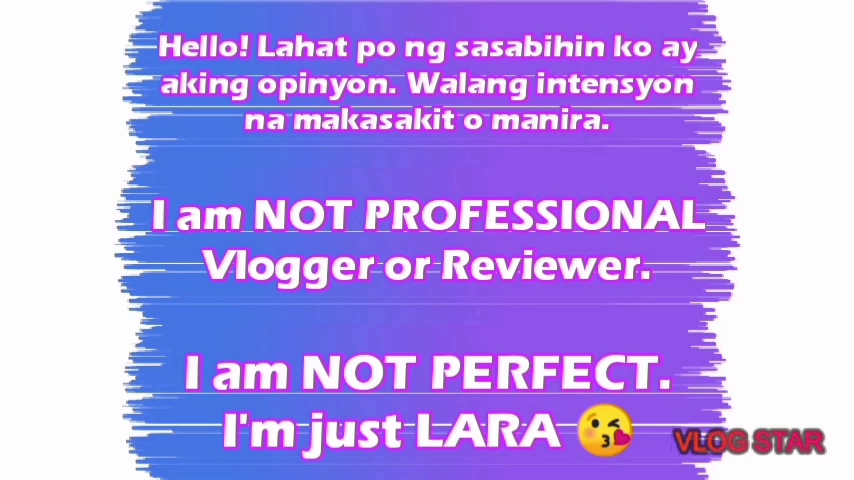 Hello! Lahat po ng sasabihin ko ay
aking opinyon. Walang intensyon
na makasakit o manira.
I am NOT PROFESSIONAL
Vlogger or Reviewer.
I am NOT PERFECT.
I'm just LARA 😘
VLOG STAR